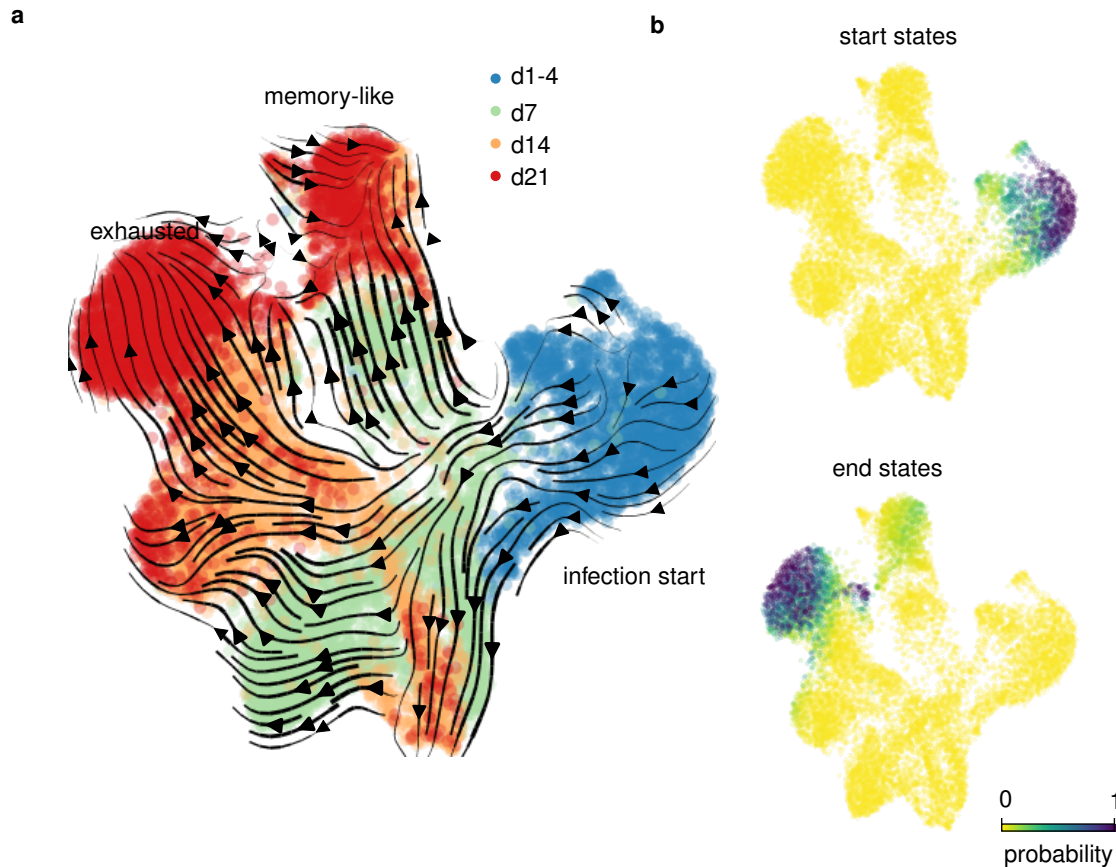 a
memory-like
d1-4
d7
d14
d21
exhausted
infection start
b
start states
end states
0 1
probability